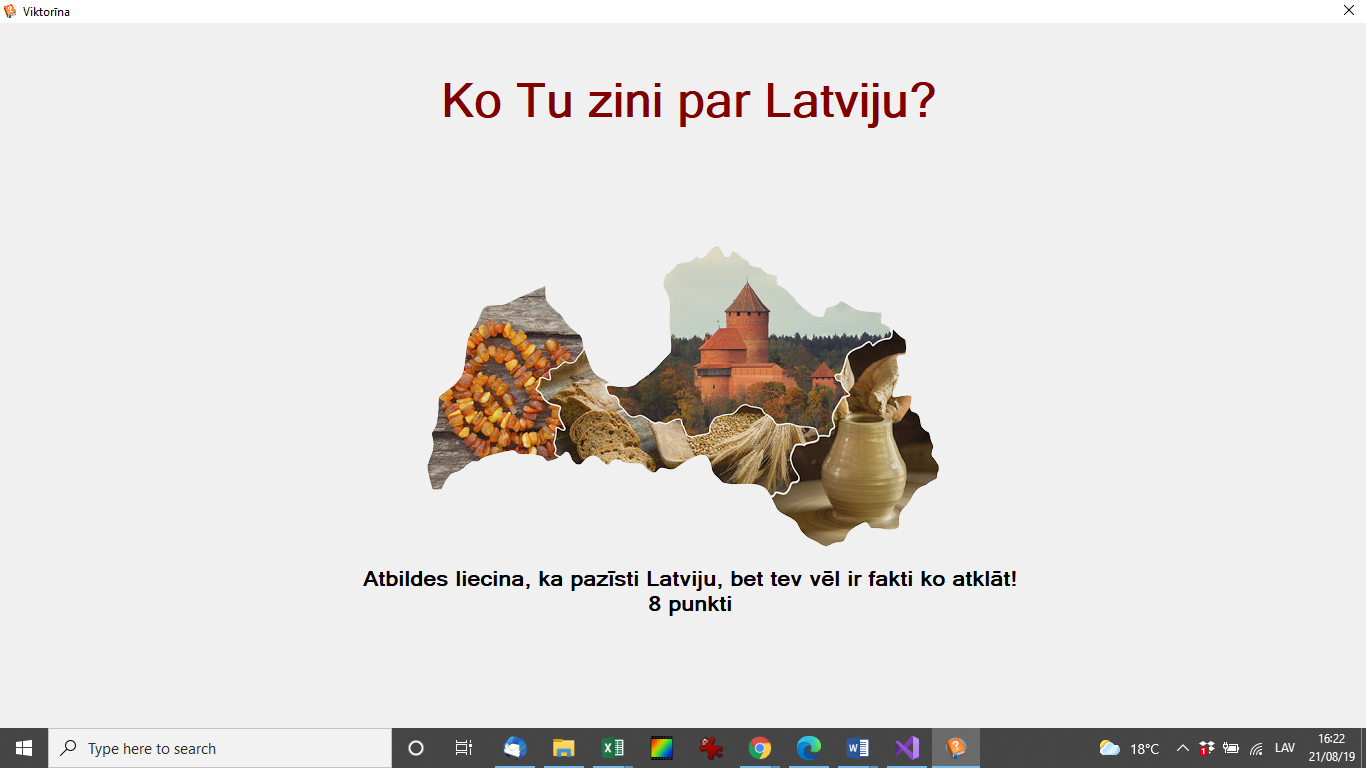 Viktorīna
Ko Tu zini par Latviju?
Atbildes liecina, ka pazīsti Latviju, bet tev vēl ir fakti ko atklāt!
8 punkti
Type here to search
18°C
LAV
16:22
21/08/19